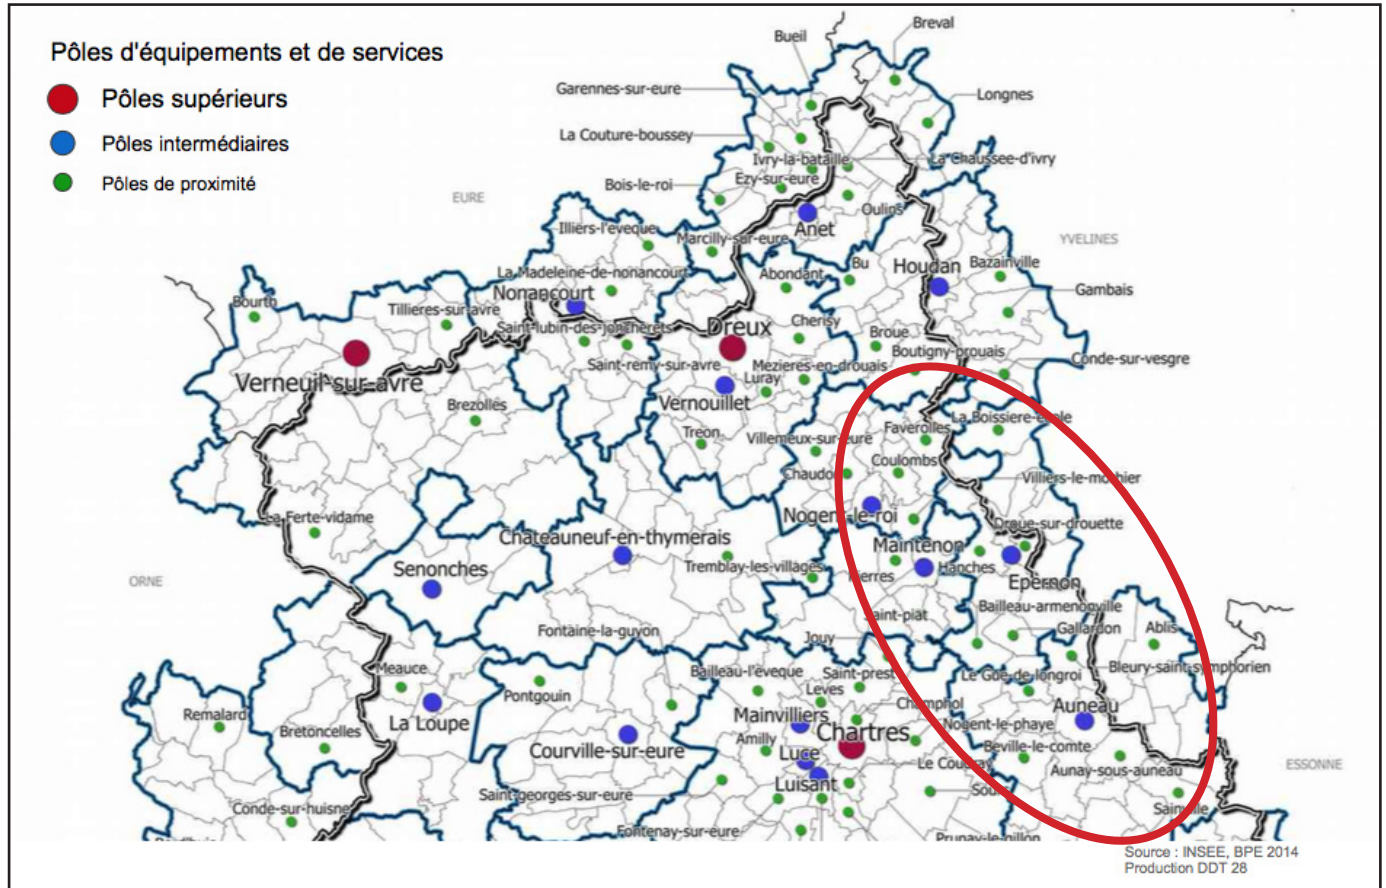 Pôles d'équipements et de services
Pôles supérieurs
Pôles intermédiaires
Pôles de proximité
Breval
Bueil
Garennes-sur-eure
Longnes
La Couture-boussey
Ivry-la-bataille
La Chaussee-d'ivry
Ezy-sur-eure
Bois-le-roi
EURE
Oulins
Anet
Illiers-l'eveque
Marcilly-sur-eure
YVELINES
Bu
Houdan
Bazainville
La Madeleine-de-nonancourt
Abondant
Nonancourt
Gambais
Bourth
Tillieres-sur-avre
Saint-lubin-des-joncherets
Dreux
Cherisy
Broue
Boutigny-prouais
Conde-sur-vesgre
Saint-remy-sur-avre
Mezieres-en-drouais
Luray
Verneuil-sur-avre
Vernouillet
Brezolles
La Boissiere-ecole
Faverolles
Treon
Villemeux-sur-eure
Coulombs
Chaudon
Villiers-le-morhier
La Ferte-vidame
Nogent-le-roi
Droue-sur-drouette
Chateauneuf-en-thymerais
Maintenon
Tremblay-les-villages
Hanches
Senonches
Pierres
Epernon
ORNE
Bailleau-armenonville
Saint-piat
Fontaine-la-guyon
Gallardon
Ablis
Jouy
Meauce
Bailleau-l'eveque
Saint-prest
Le Gue-de-longroi
Bleury-saint-symphorien
Pontgouin
Leves
Champhol
Auneau
Remalard
La Loupe
Mainvilliers
Bretoncelles
Chartres
Nogent-le-phaye
Amilly
Courville-sur-eure
Luce
Beville-le-comte
Le Coudray
Aunay-sous-auneau
ESSONNE
Luisant
Saint-georges-sur-eure
Conde-sur-huisne
Sainville
Fontenay-sur-eure
Prunay-le-gillon
Source : INSEE, BPE 2014
Production DDT 28